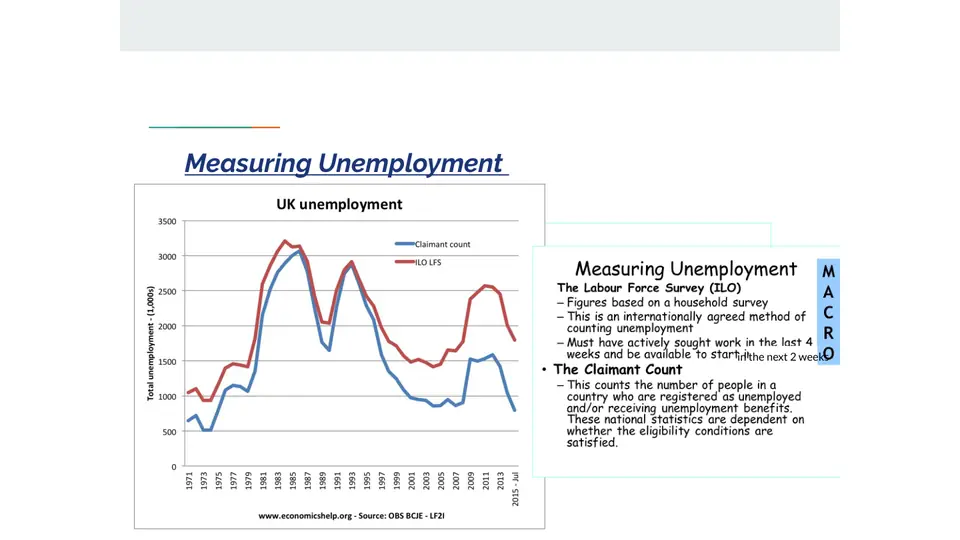 Measuring Unemployment
UK unemployment
3500
3000
2500
2000
1500
1000
500
0
Total unemployment - (1,000s)
Claimant count
ILO LFS
1971
1973
1975
1977
1979
1981
1983
1985
1987
1989
1991
1993
1995
1997
1999
2001
2003
2005
2007
2009
2011
2013
2015 - Jul
www.economicshelp.org - Source: OBS BCJE - LF2I
Measuring Unemployment
The Labour Force Survey (ILO)
– Figures based on a household survey
– This is an internationally agreed method of
counting unemployment
– Must have actively sought work in the last 4
weeks and be available to start
in the next 2 weeks
• The Claimant Count
– This counts the number of people in a
country who are registered as unemployed
and/or receiving unemployment benefits.
These national statistics are dependent on
whether the eligibility conditions are
satisfied.
MACRO